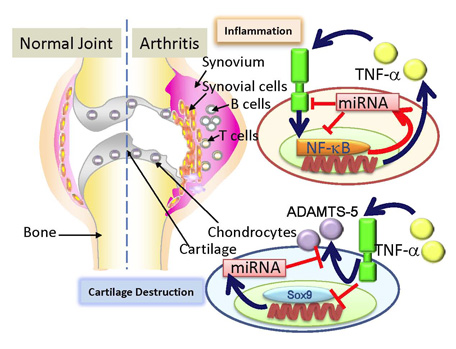 Normal Joint
Arthritis
Synovium
Synovial cells
B cells
T cells
Bone
Chondrocytes
Cartilage
Inflammation
TNF-α
miRNA
NF-κB
Cartilage Destruction
ADAMTS-5
TNF-α
miRNA
Sox9